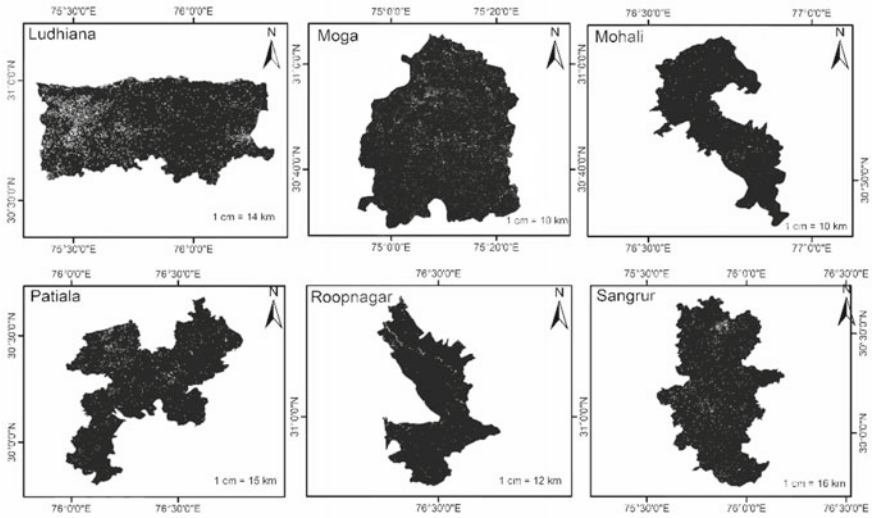 75°30'0"E 76°0'0"E
Ludhiana
N
31°0'0"N
30°30'0"N
1 cm = 14 km
75°30'0"E 76°0'0"E
75°0'0"E 75°20'0"E
Moga
N
31°0'0"N
30°40'0"N
1 cm = 10 km
75°0'0"E 75°20'0"E
76°30'0"E 77°0'0"E
Mohali
N
30°30'0"N
1 cm = 10 km
76°30'0"E 77°0'0"E
76°0'0"E 76°30'0"E
Patiala
N
30°30'0"N
30°0'0"N
1 cm = 15 km
76°0'0"E 76°30'0"E
76°30'0"E
Roopnagar
N
31°0'0"N
1 cm = 12 km
76°30'0"E
75°30'0"E 76°0'0"E 76°30'0"E
Sangrur
N
30°30'0"N
30°0'0"N
1 cm = 16 km
75°30'0"E 76°0'0"E 76°30'0"E